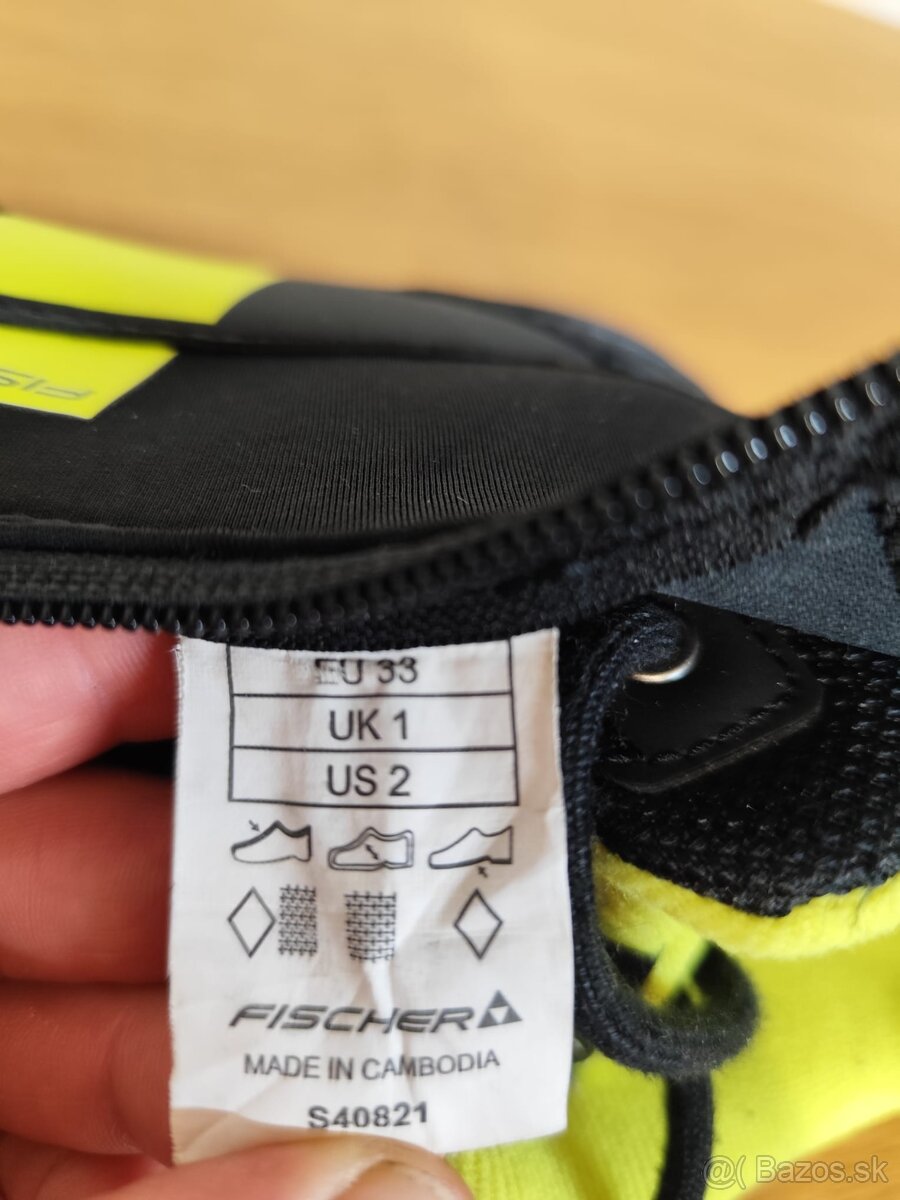 EU 33
UK 1
US 2
FISCHER
MADE IN CAMBODIA
S40821
@( Bazos.sk